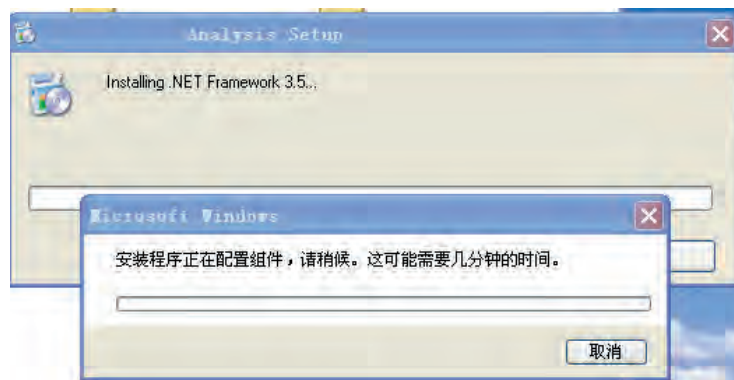 Analysis Setup
Installing .NET Framework 3.5...
Microsoft Windows
安装程序正在配置组件，请稍候。这可能需要几分钟的时间。
取消